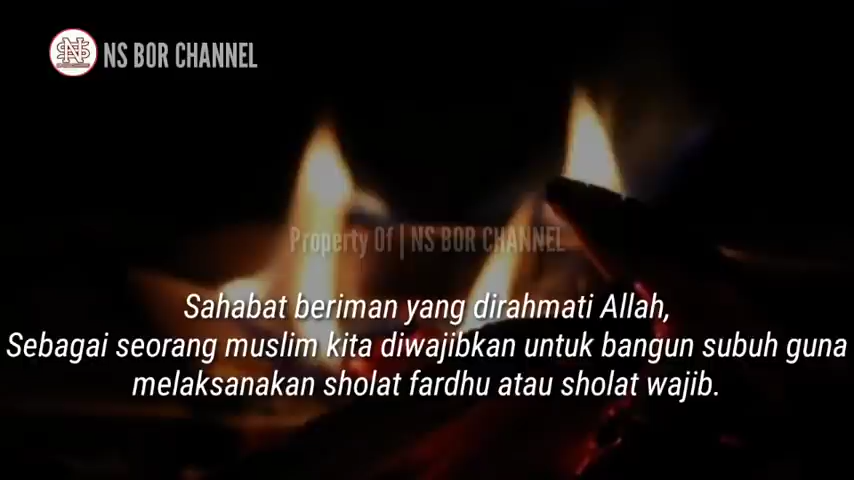 NS BOR CHANNEL
Property Of | NS BOR CHANNEL
Sahabat beriman yang dirahmati Allah,
Sebagai seorang muslim kita diwajibkan untuk bangun subuh guna
melaksanakan sholat fardhu atau sholat wajib.